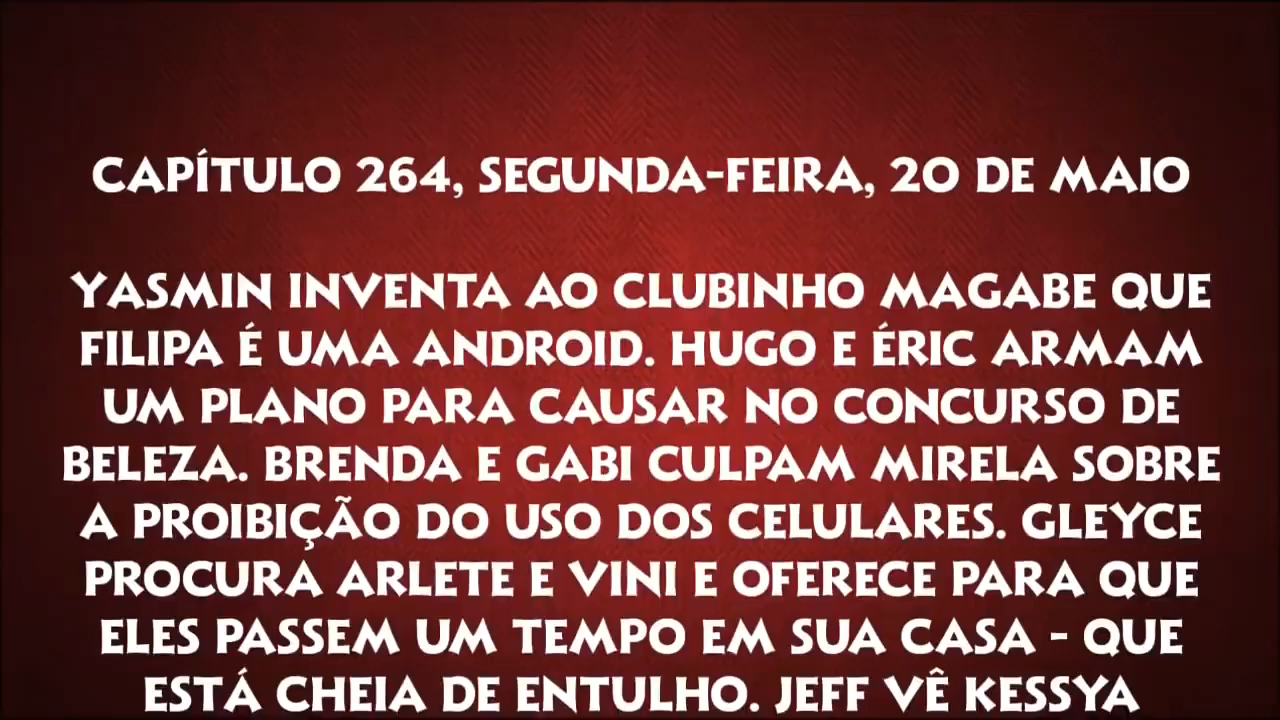 CAPÍTULO 264, SEGUNDA-FEIRA, 20 DE MAIO
YASMIN INVENTA AO CLUBINHO MAGABE QUE
FILIPA É UMA ANDROID. HUGO E ÉRIC ARMAM
UM PLANO PARA CAUSAR NO CONCURSO DE
BELEZA. BRENDA E GABI CULPAM MIRELA SOBRE
A PROIBIÇÃO DO USO DOS CELULARES. GLEYCE
PROCURA ARLETE E VINI E OFERECE PARA QUE
ELES PASSEM UM TEMPO EM SUA CASA - QUE
ESTÁ CHEIA DE ENTULHO. JEFF VÊ KESSYA